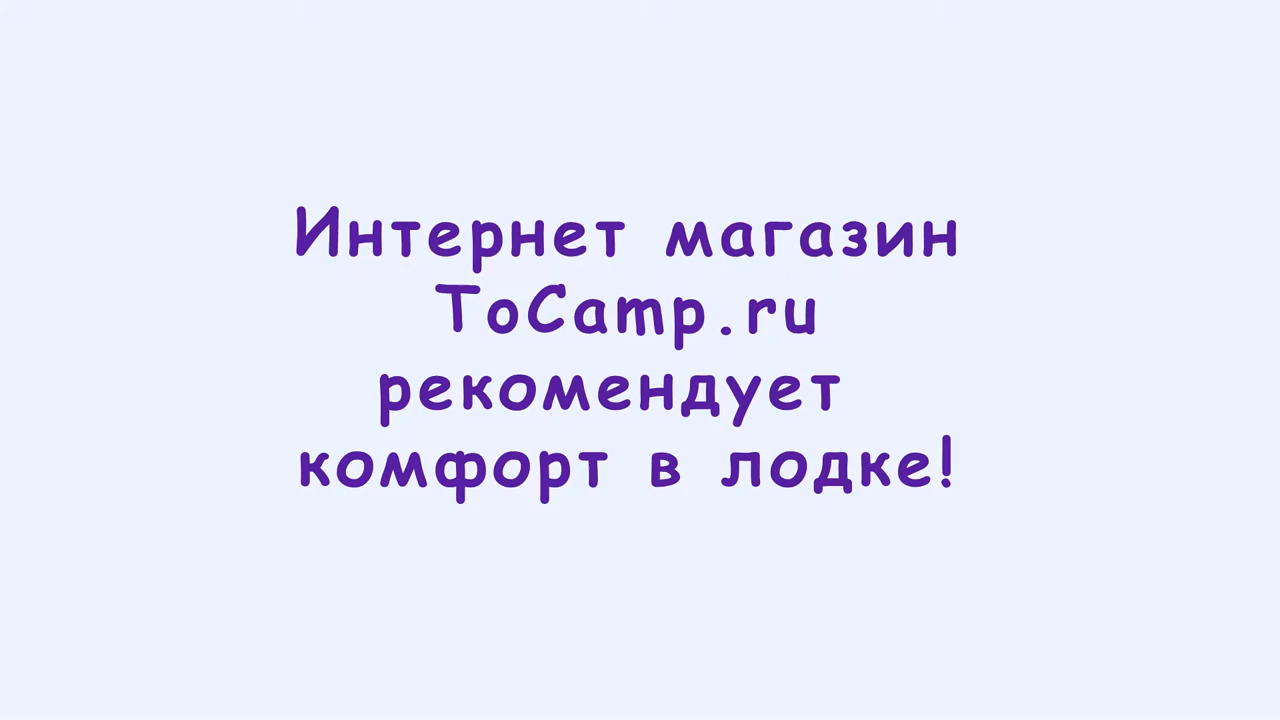 Интернет магазин
ToCamp.ru
рекомендует
комфорт в лодке!